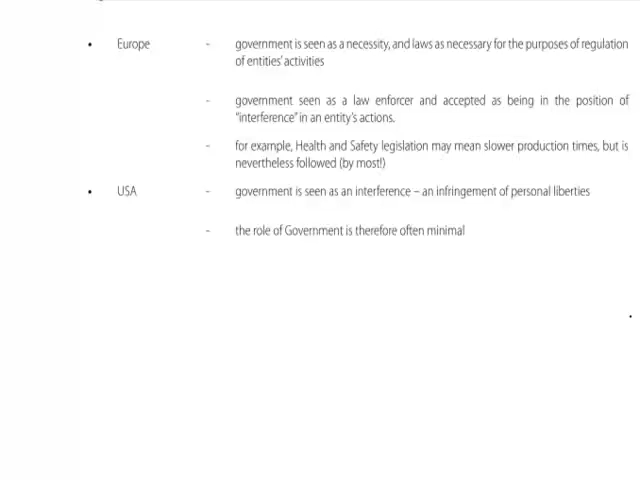 • Europe - government is seen as a necessity, and laws as necessary for the purposes of regulation
of entities' activities
- government seen as a law enforcer and accepted as being in the position of
"interference" in an entity's actions.
- for example, Health and Safety legislation may mean slower production times, but is
nevertheless followed (by most!)
• USA - government is seen as an interference – an infringement of personal liberties
- the role of Government is therefore often minimal